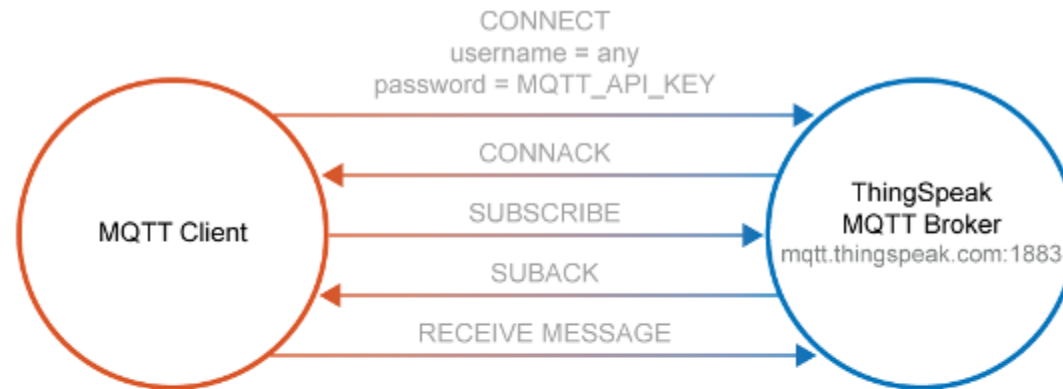 CONNECT
username = any
password = MQTT_API_KEY
CONNACK
SUBSCRIBE
SUBACK
RECEIVE MESSAGE
MQTT Client
ThingSpeak
MQTT Broker
mqtt.thingspeak.com:1883